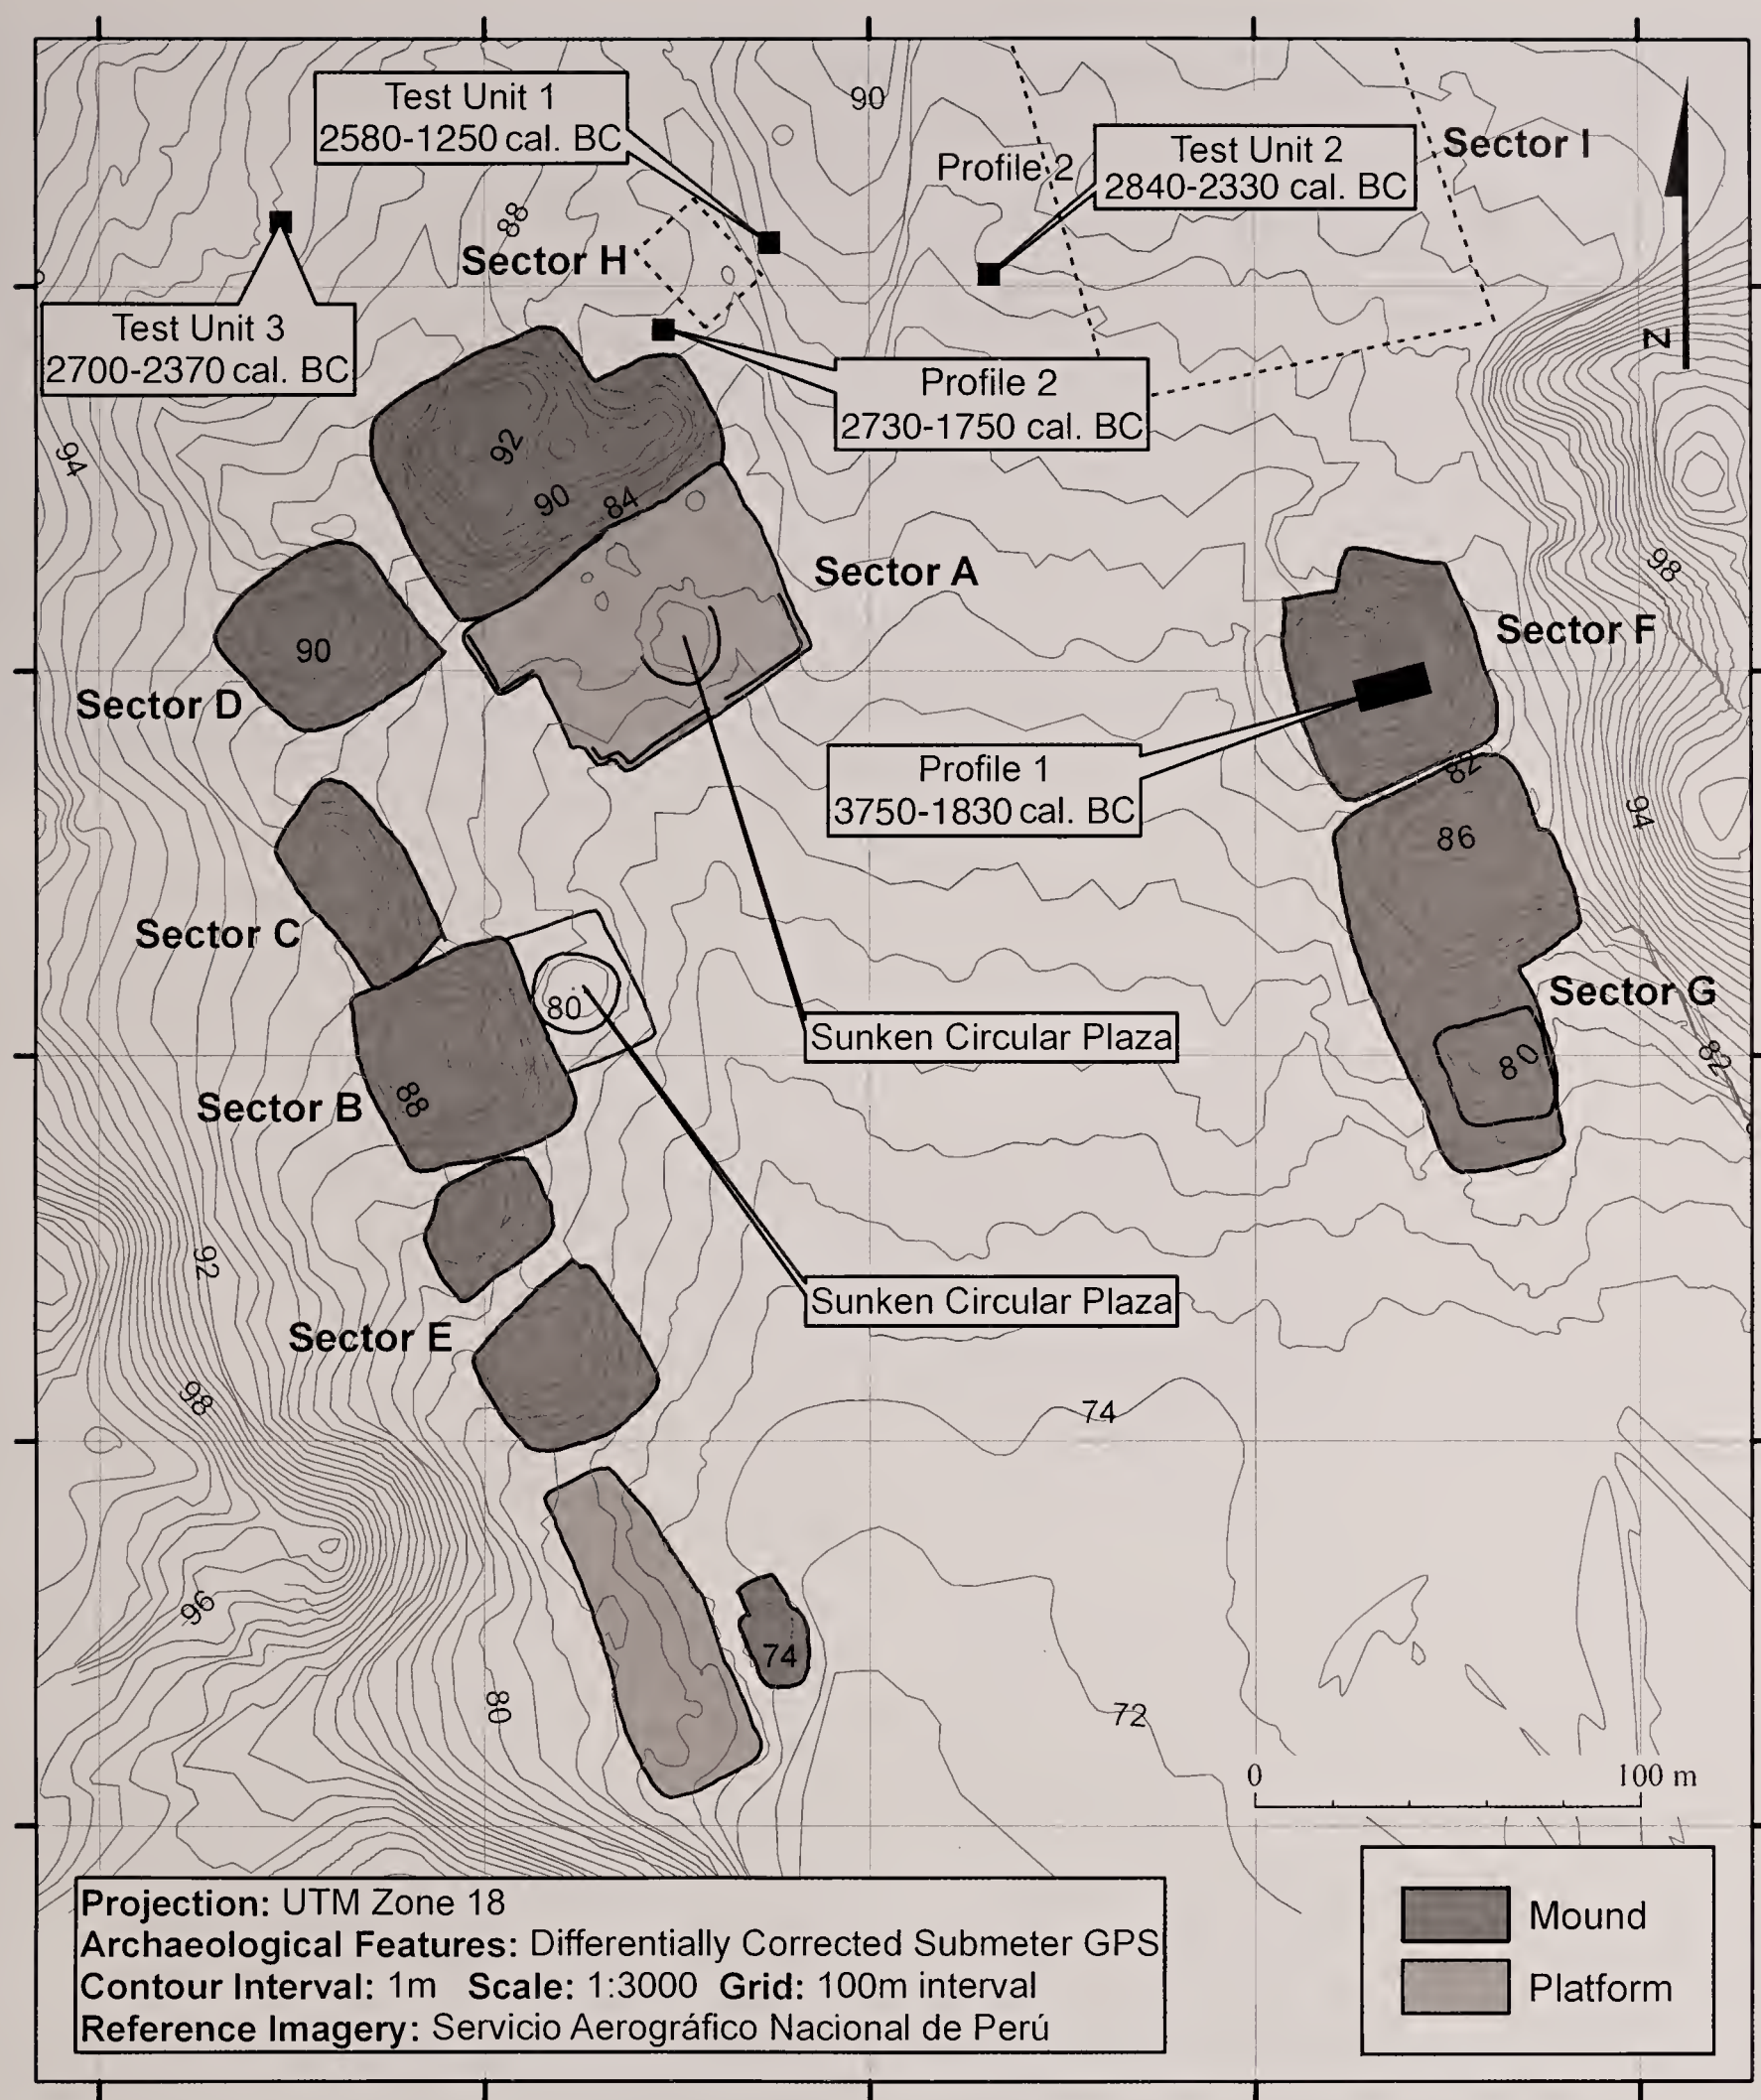 90
Test Unit 1
2580-1250 cal. BC
Profile 2
Test Unit 2
2840-2330 cal. BC
Sector I
88
Sector H
Test Unit 3
2700-2370 cal. BC
N
Profile 2
2730-1750 cal. BC
94
92
90
84
Sector A
98
Sector F
90
Sector D
Profile 1
3750-1830 cal. BC
82
86
94
Sector C
80
Sector G
Sunken Circular Plaza
80
82
88
Sector B
92
Sunken Circular Plaza
Sector E
98
74
96
74
80
72
0
100 m
Projection: UTM Zone 18
Archaeological Features: Differentially Corrected Submeter GPS
Contour Interval: 1m Scale: 1:3000 Grid: 100m interval
Reference Imagery: Servicio Aerográfico Nacional de Perú
Mound
Platform